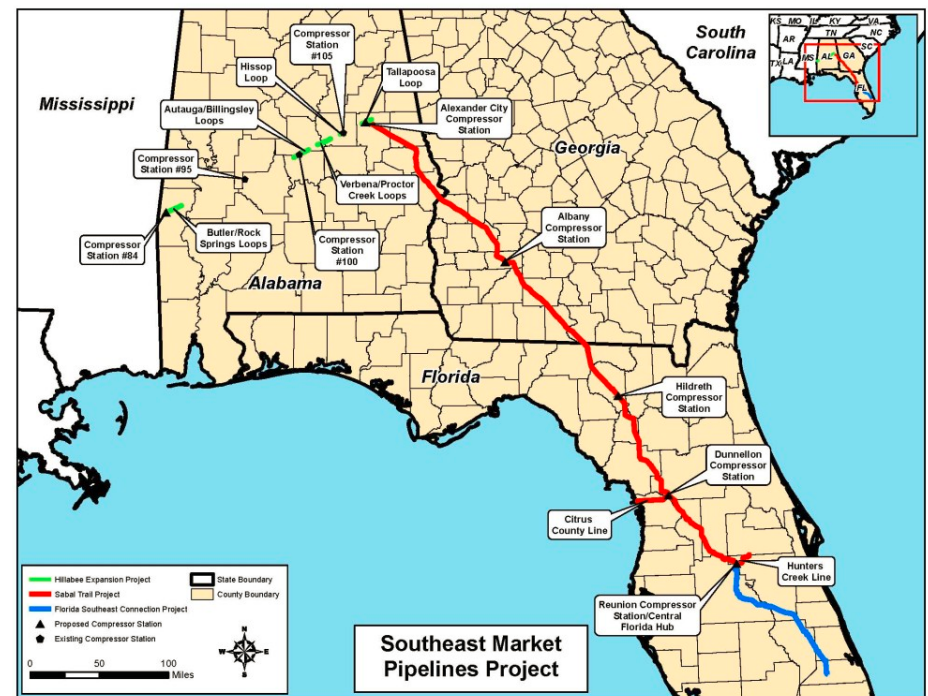 South
Carolina
Mississippi
Georgia
Alabama
Florida
Compressor
Station
#105
Hissop
Loop
Tallapoosa
Loop
Autauga/Billingsley
Loops
Alexander City
Compressor
Station
Compressor
Station #95
Verbena/Proctor
Creek Loops
Albany
Compressor
Station
Compressor
Station #84
Butler/Rock
Springs Loops
Compressor
Station
#100
Hildreth
Compressor
Station
Dunnellon
Compressor
Station
Citrus
County Line
Hunters
Creek Line
Reunion Compressor
Station/Central
Florida Hub
KS MO IL KY VA
TN NC
AR SC
MS AL GA
TX LA
FL
Hillabee Expansion Project
Sabal Trail Project
Florida Southeast Connection Project
Proposed Compressor Station
Existing Compressor Station
State Boundary
County Boundary
N
W E
S
0 50 100
Miles
Southeast Market
Pipelines Project